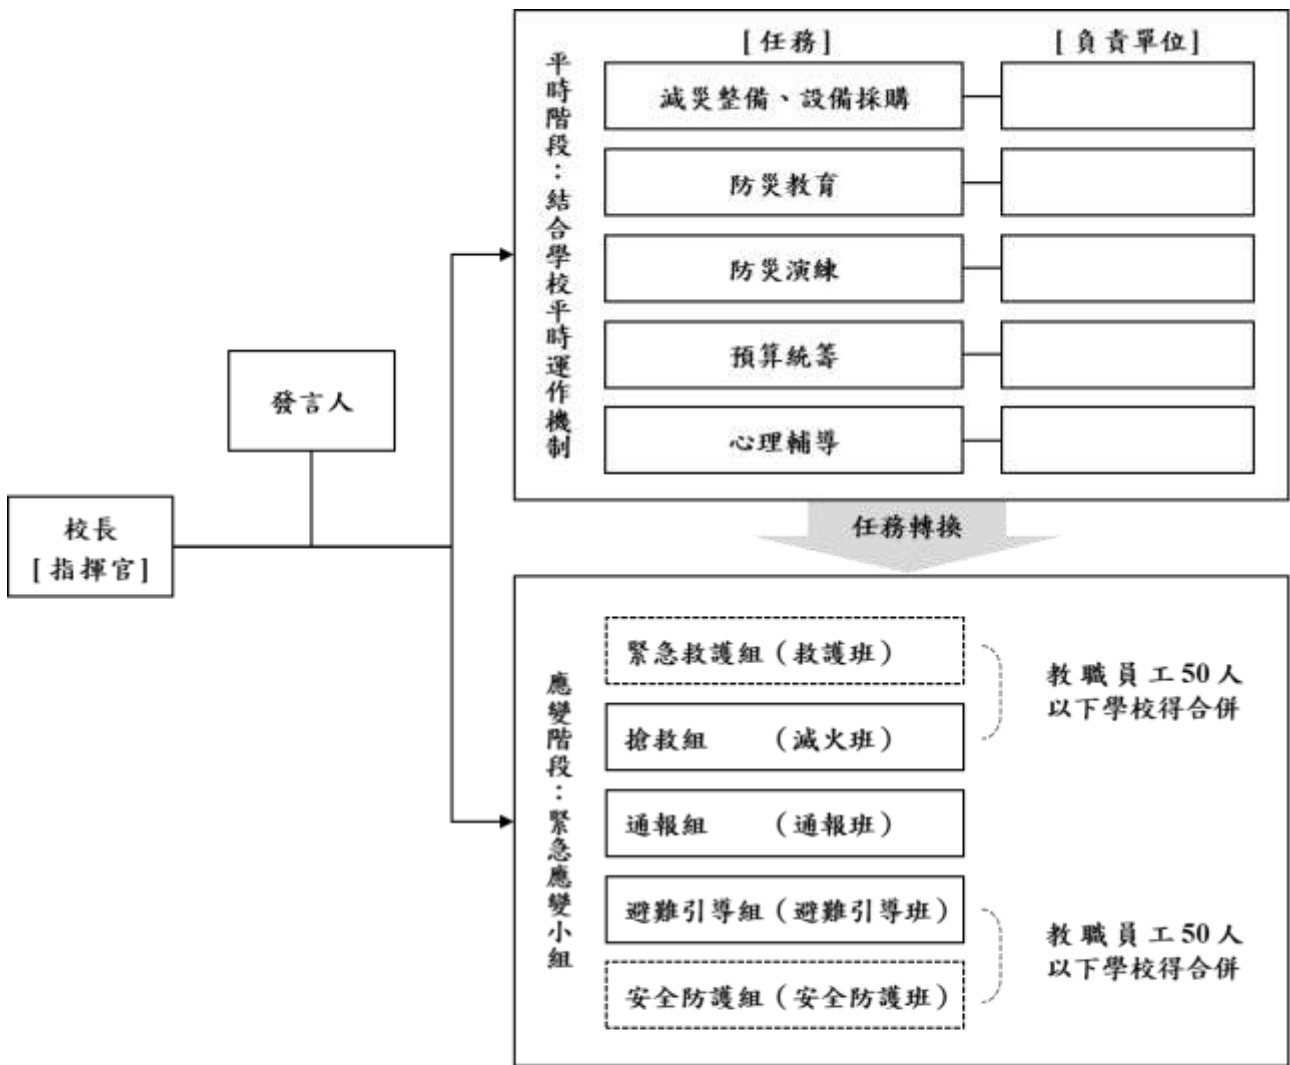 [任務]
[負責單位]
平時階段：結合學校平時運作機制
減災整備、設備採購
防災教育
防災演練
預算統籌
心理輔導
發言人
校長
[指揮官]
任務轉換
應變階段：緊急應變小組
緊急救護組（救護班）
搶救組　　（滅火班）
通報組　　（通報班）
避難引導組（避難引導班）
安全防護組（安全防護班）
教職員工50人
以下學校得合併
教職員工50人
以下學校得合併